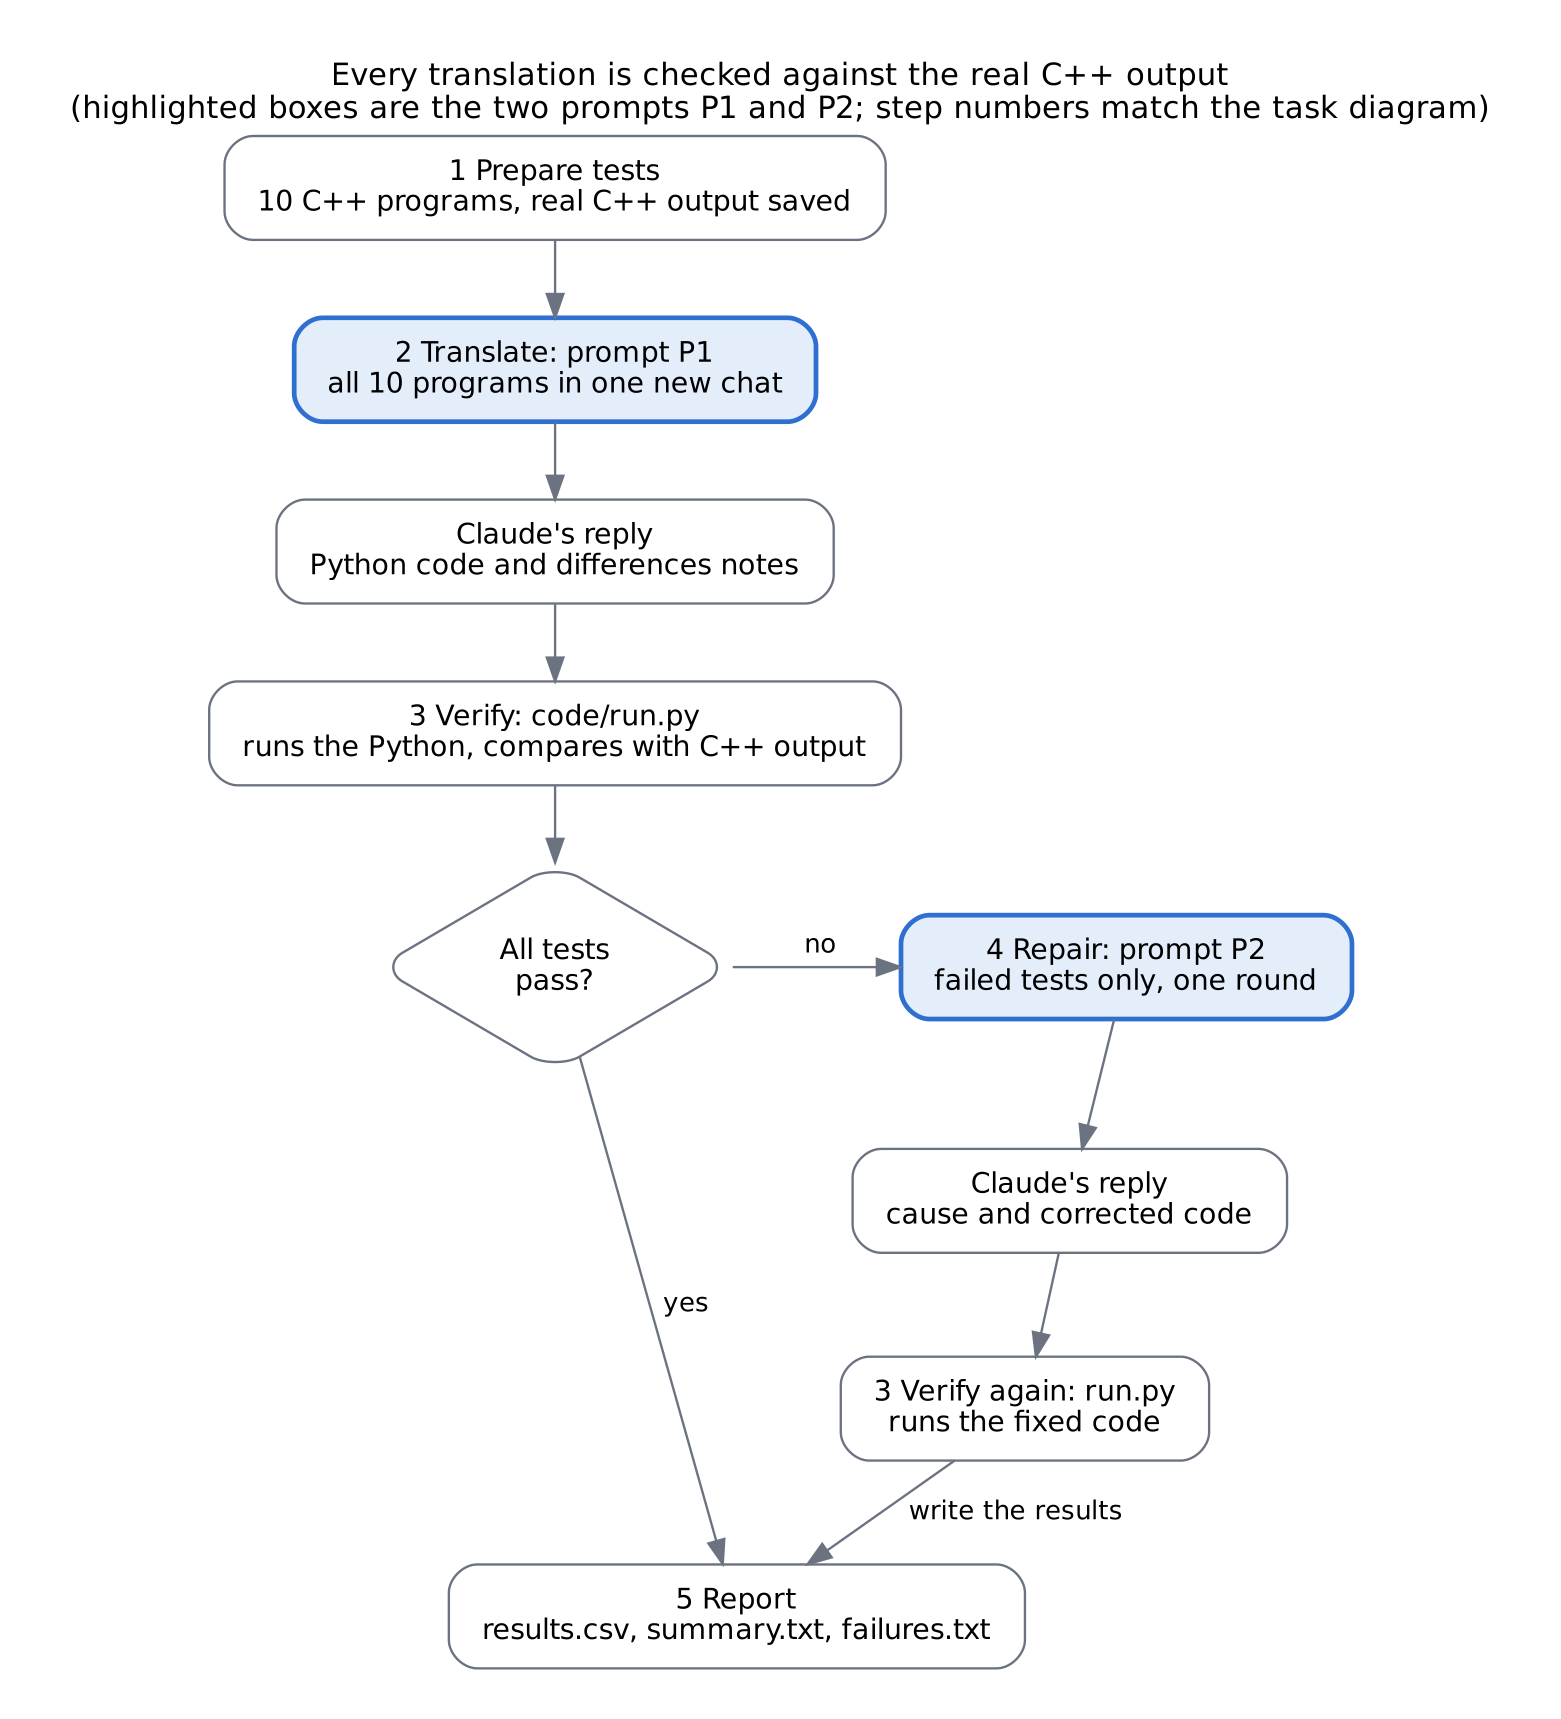 Every translation is checked against the real C++ output
(highlighted boxes are the two prompts P1 and P2; step numbers match the task diagram)
1 Prepare tests
10 C++ programs, real C++ output saved
2 Translate: prompt P1
all 10 programs in one new chat
Claude's reply
Python code and differences notes
3 Verify: code/run.py
runs the Python, compares with C++ output
All tests
pass?
no
4 Repair: prompt P2
failed tests only, one round
Claude's reply
cause and corrected code
yes
3 Verify again: run.py
runs the fixed code
write the results
5 Report
results.csv, summary.txt, failures.txt